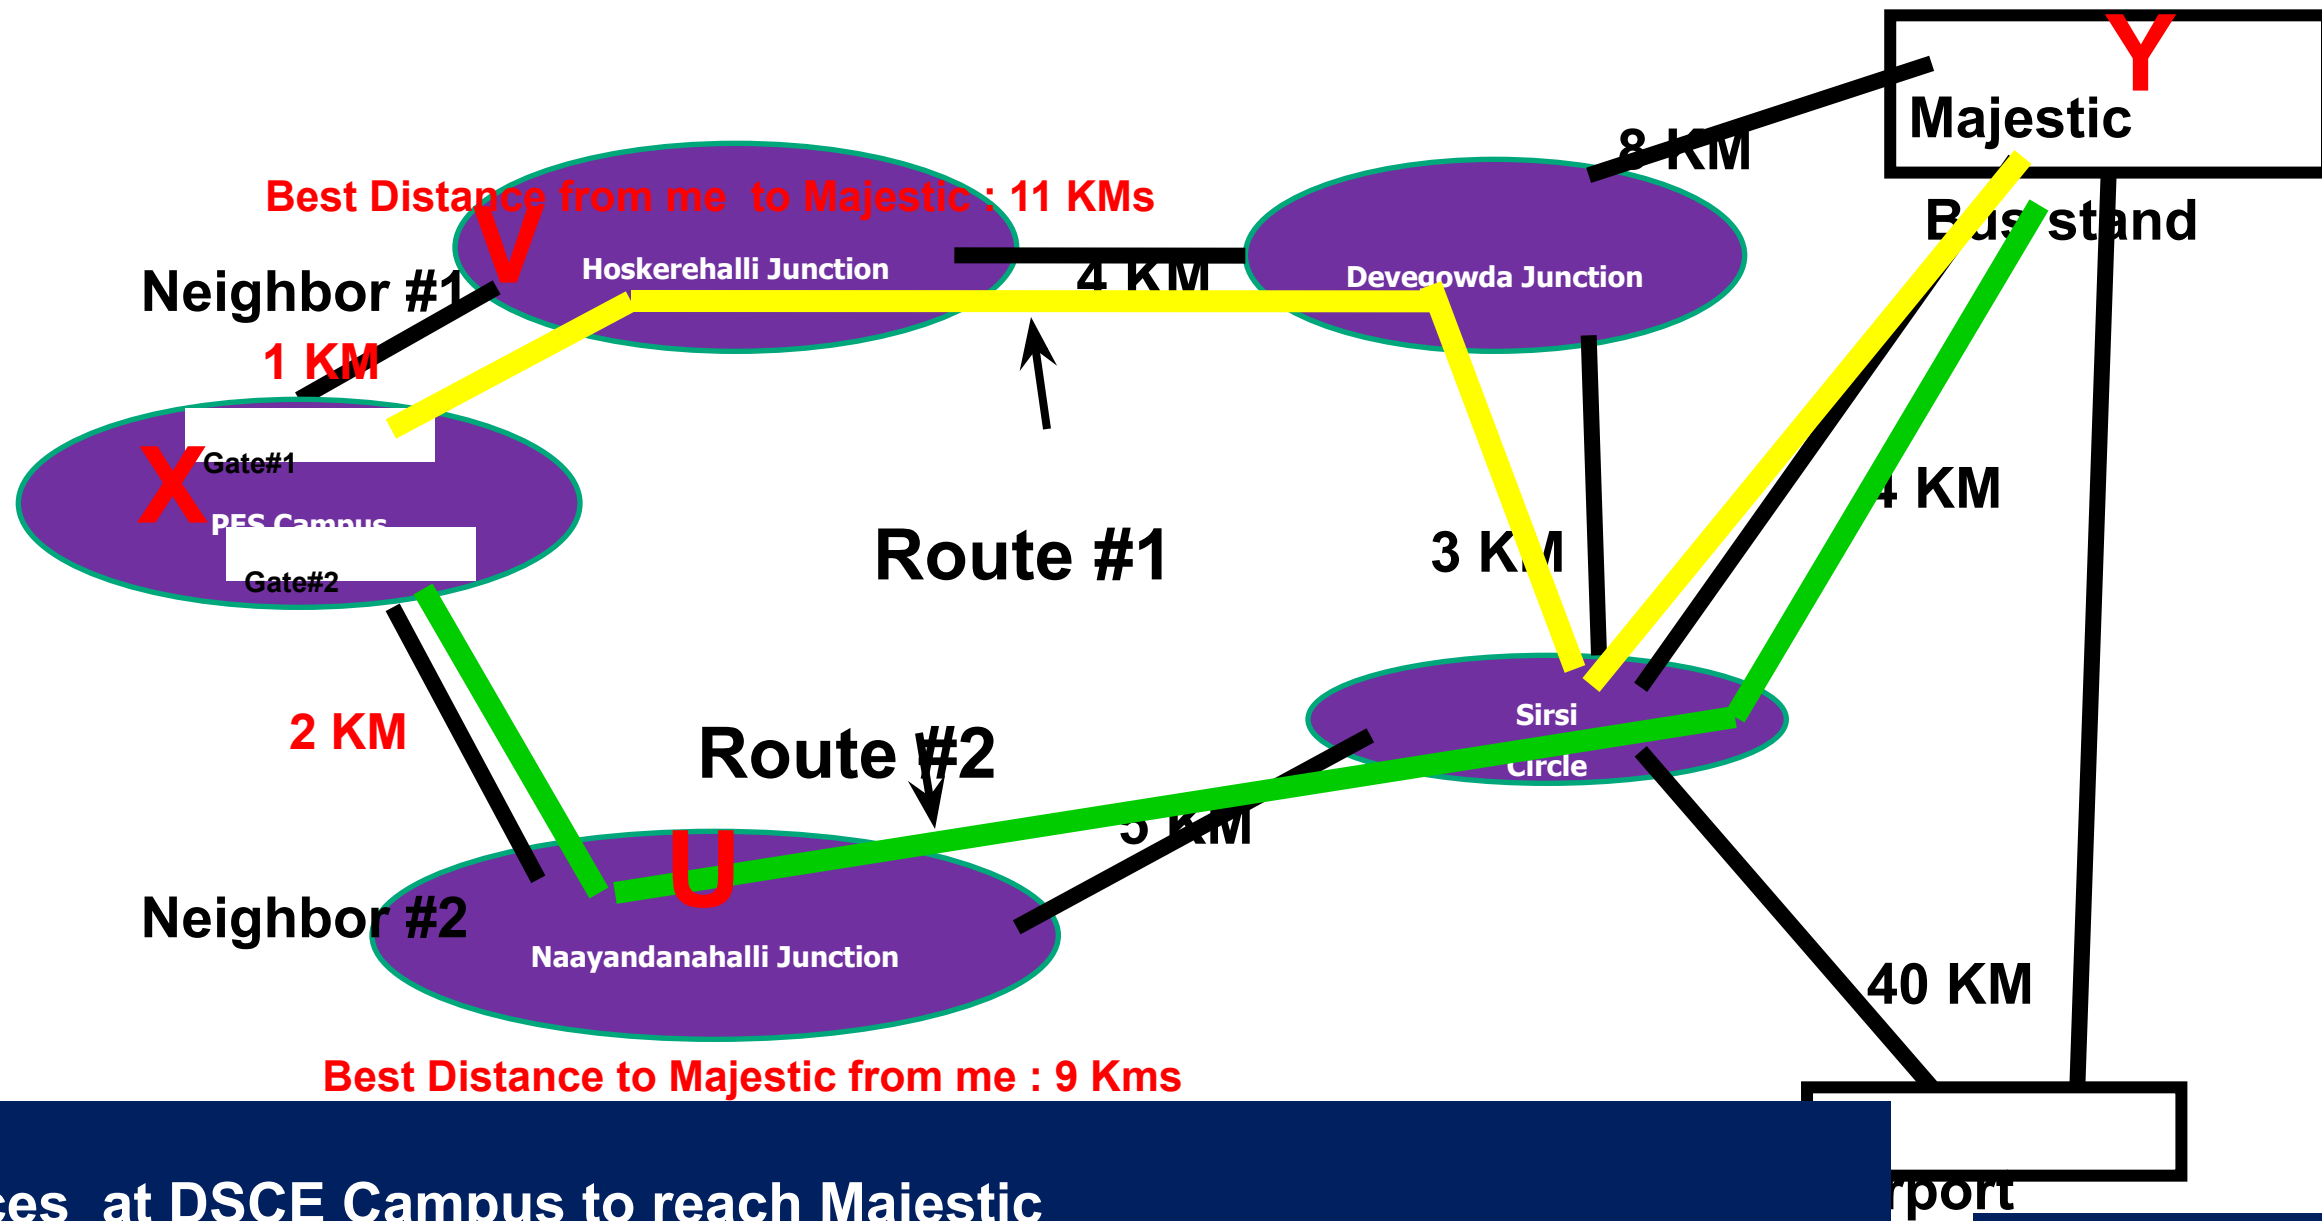 Y
Majestic
8 KM
Best Distance from me to Majestic : 11 KMs
V
Bus stand
Hoskerehalli Junction
Neighbor #1
4 KM
Devegowda Junction
1 KM
Gate#1
X
PES Campus
4 KM
Route #1
3 KM
Gate#2
Sirsi
2 KM
Route #2
Circle
5 KM
U
Neighbor #2
Naayandanahalli Junction
40 KM
Best Distance to Majestic from me : 9 Kms
at DSCE Campus to reach Majestic